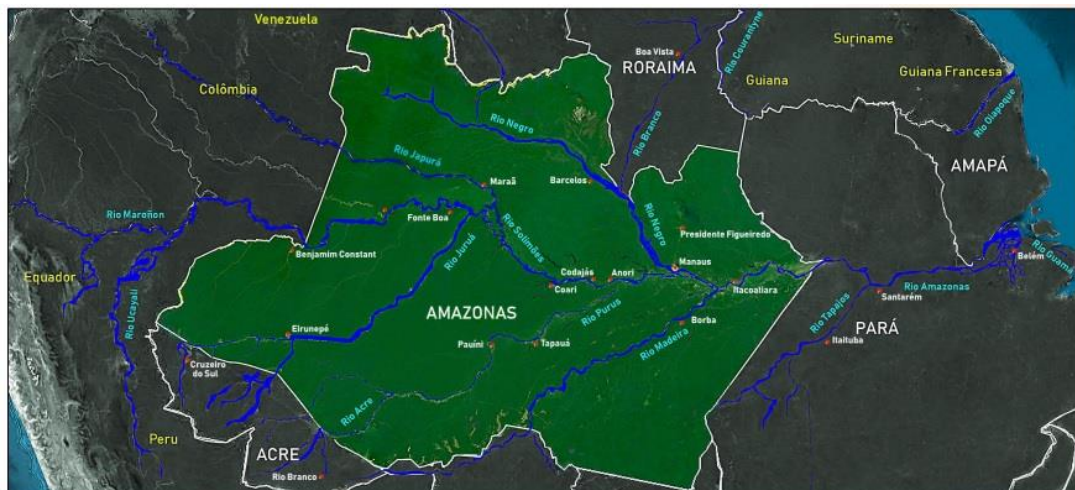 Venezuela
Suriname
Boa Vista
RORAIMA
Rio Courantyne
Guiana
Guiana Francesa
Rio Oiapoque
Colômbia
Rio Negro
Rio Branco
Rio Japurá
Maraã
Barcelos
AMAPÁ
Rio Maroñon
Fonte Boa
Rio Solimões
Rio Negro
Presidente Figueiredo
Rio Juruá
Benjamim Constant
Equador
Codajás
Anori
Manaus
Belém
Rio Guamá
Coari
Itacoatiara
Rio Amazonas
Santarém
Rio Ucayali
AMAZONAS
Rio Purus
Rio Tapajós
PARÁ
Eirunepé
Borba
Pauini
Tapauá
Rio Madeira
Itaituba
Cruzeiro
do Sul
Rio Acre
Peru
ACRE
Rio Branco